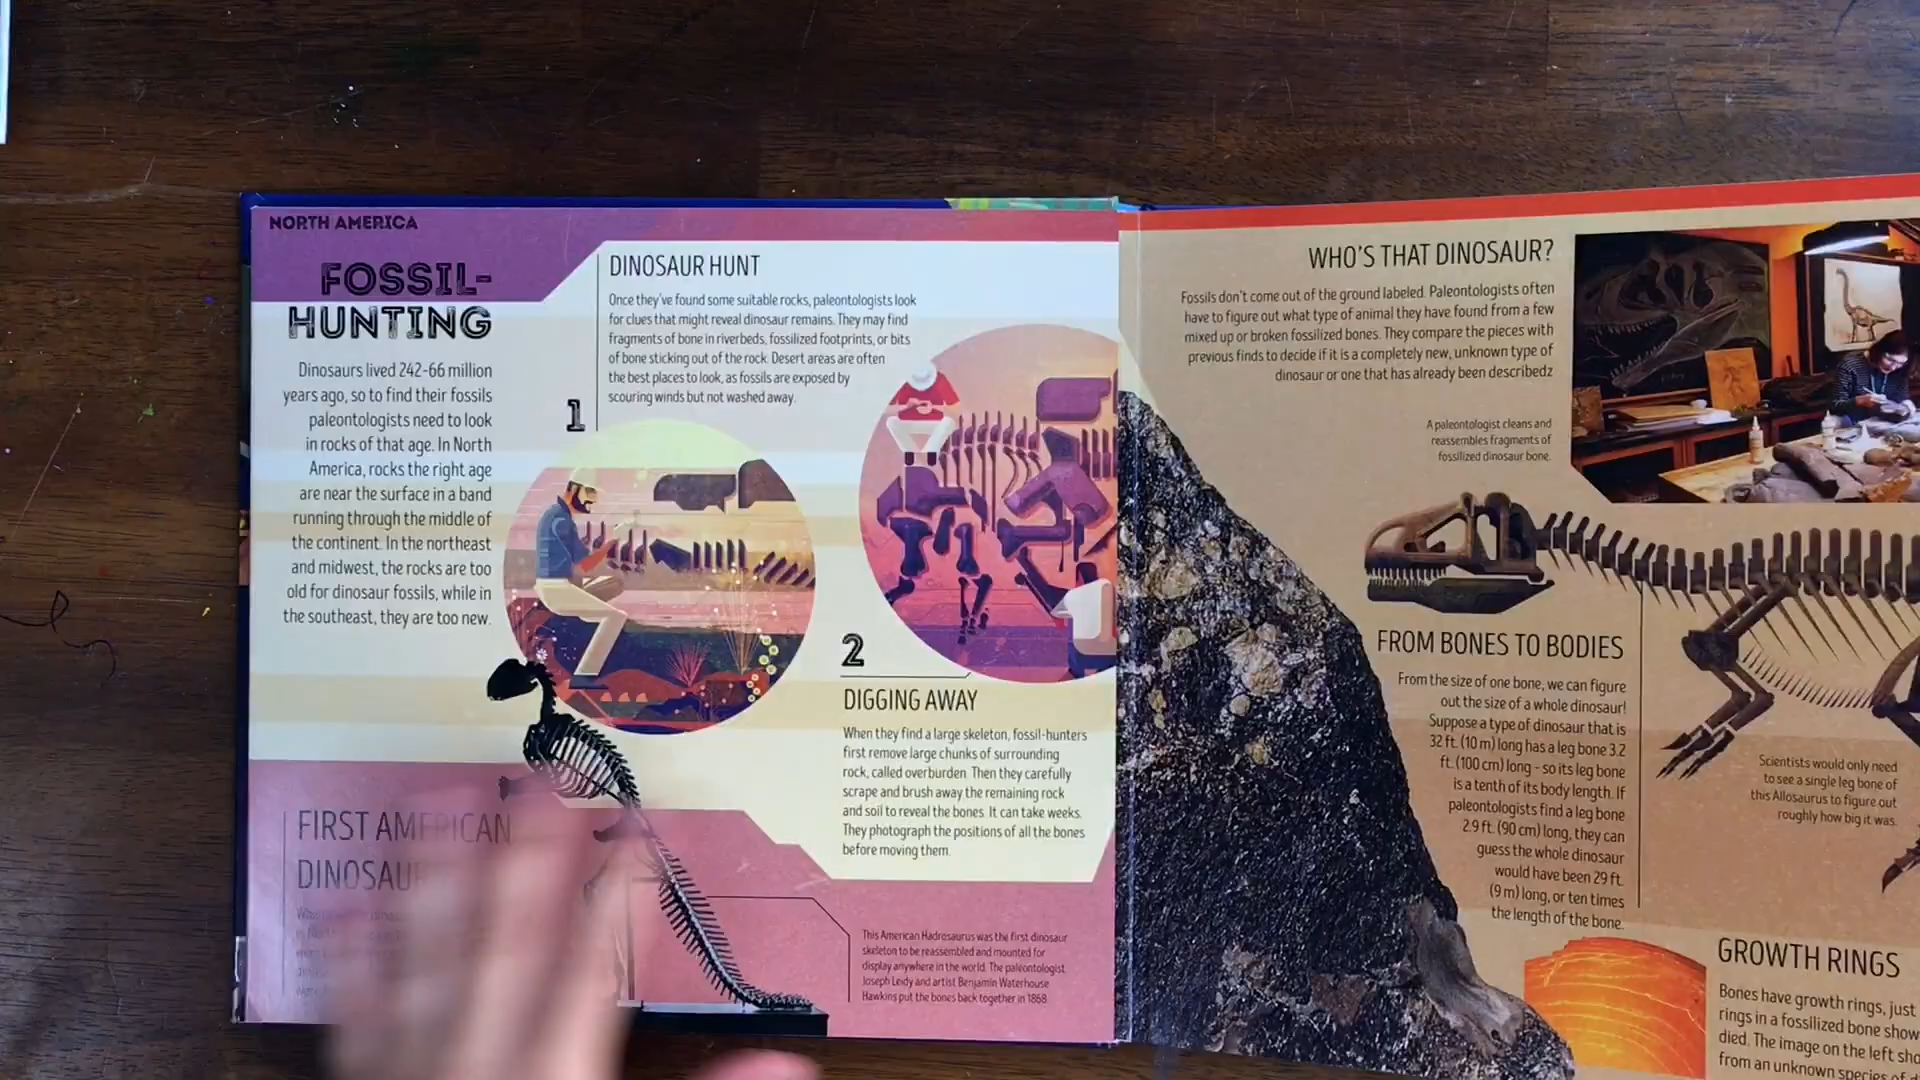 NORTH AMERICA
FOSSIL-
HUNTING
Dinosaurs lived 242-66 million
years ago, so to find their fossils
paleontologists need to look
in rocks of that age. In North
America, rocks the right age
are near the surface in a band
running through the middle of
the continent. In the northeast
and midwest, the rocks are too
old for dinosaur fossils, while in
the southeast, they are too new.
1
DINOSAUR HUNT
Once they've found some suitable rocks, paleontologists look
for clues that might reveal dinosaur remains. They may find
fragments of bone in riverbeds, fossilized footprints, or bits
of bone sticking out of the rock. Desert areas are often
the best places to look, as fossils are exposed by
scouring winds but not washed away.
2
DIGGING AWAY
When they find a large skeleton, fossil-hunters
first remove large chunks of surrounding
rock, called overburden. Then they carefully
scrape and brush away the remaining rock
and soil to reveal the bones. It can take weeks.
They photograph the positions of all the bones
before moving them.
FIRST AMERICAN
DINOSAU
This American Hadrosaurus was the first dinosaur
skeleton to be reassembled and mounted for
display anywhere in the world. The paleontologist
Joseph Leidy and artist Benjamin Waterhouse
Hawkins put the bones back together in 1868
WHO'S THAT DINOSAUR?
Fossils don't come out of the ground labeled. Paleontologists often
have to figure out what type of animal they have found from a few
mixed up or broken fossilized bones. They compare the pieces with
previous finds to decide if it is a completely new, unknown type of
dinosaur or one that has already been describedz
A paleontologist cleans and
reassembles fragments of
fossilized dinosaur bone.
FROM BONES TO BODIES
From the size of one bone, we can figure
out the size of a whole dinosaur!
Suppose a type of dinosaur that is
32 ft. (10 m) long has a leg bone 3.2
ft. (100 cm) long - so its leg bone
is a tenth of its body length. If
paleontologists find a leg bone
2.9 ft. (90 cm) long, they can
guess the whole dinosaur
would have been 29 ft.
(9 m) long, or ten times
the length of the bone.
Scientists would only need
to see a single leg bone of
this Allosaurus to figure out
roughly how big it was.
GROWTH RINGS
Bones have growth rings, just
rings in a fossilized bone show
died. The image on the left sho
from an unknown species of d